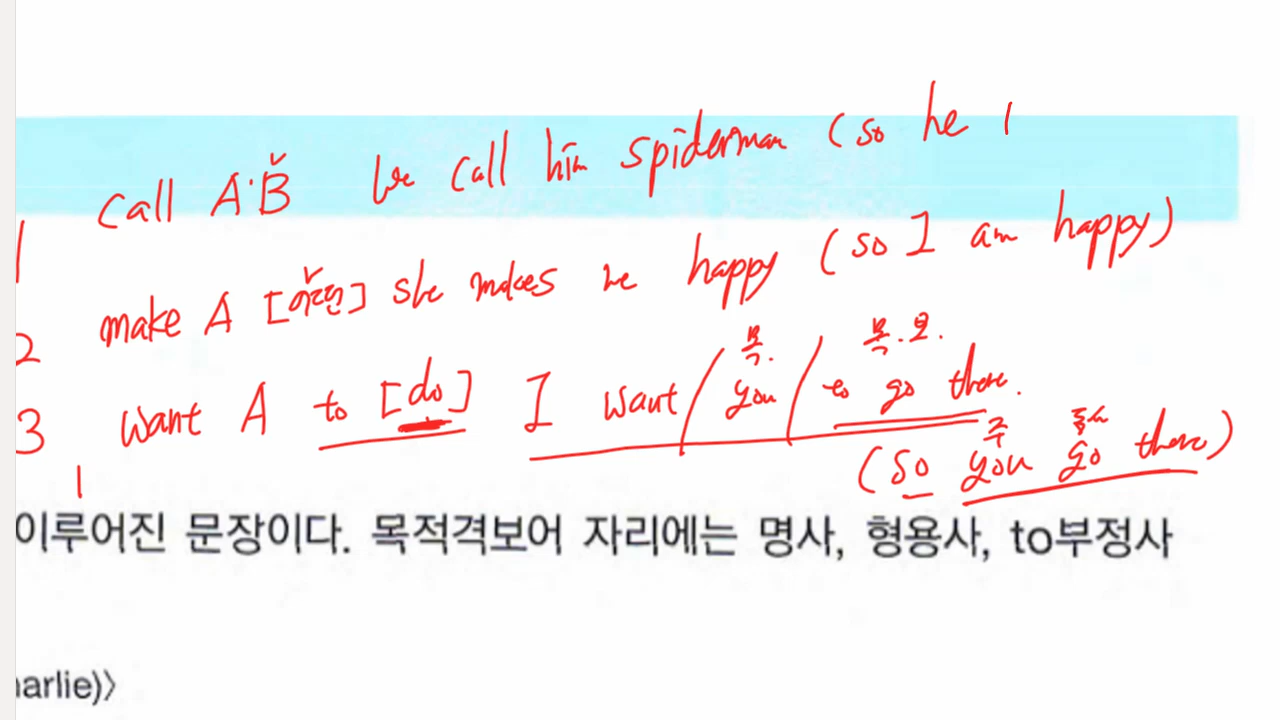 call A·B we call him spiderman (so he
1
make A [어떤] she makes me happy (so I am happy)
2
목. 목.보.
3 want A to [do] I want / you / to go there.
주 동사
(so you go there)
이루어진 문장이다. 목적격보어 자리에는 명사, 형용사, to부정사
arlie)〉